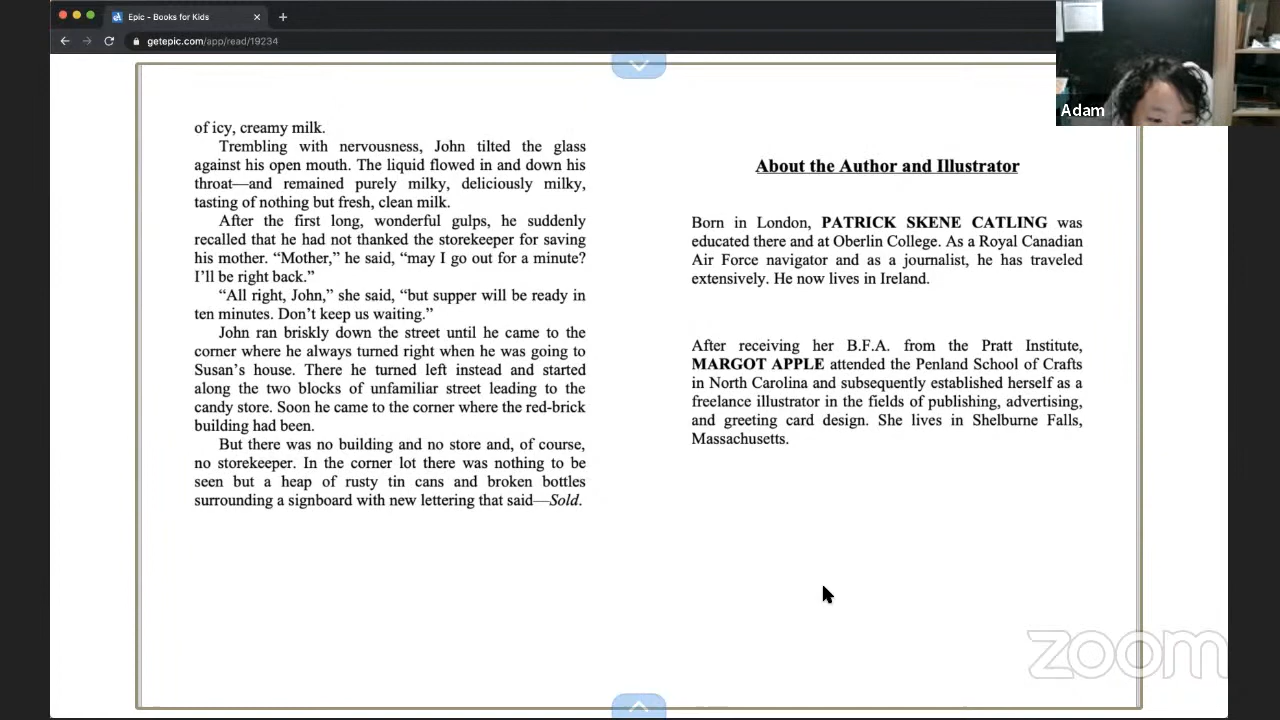 Epic - Books for Kids
getepic.com/app/read/19234
Adam
of icy, creamy milk.
Trembling with nervousness, John tilted the glass
against his open mouth. The liquid flowed in and down his
throat—and remained purely milky, deliciously milky,
tasting of nothing but fresh, clean milk.
After the first long, wonderful gulps, he suddenly
recalled that he had not thanked the storekeeper for saving
his mother. “Mother,” he said, “may I go out for a minute?
I’ll be right back.”
“All right, John,” she said, “but supper will be ready in
ten minutes. Don’t keep us waiting.”
John ran briskly down the street until he came to the
corner where he always turned right when he was going to
Susan’s house. There he turned left instead and started
along the two blocks of unfamiliar street leading to the
candy store. Soon he came to the corner where the red-brick
building had been.
But there was no building and no store and, of course,
no storekeeper. In the corner lot there was nothing to be
seen but a heap of rusty tin cans and broken bottles
surrounding a signboard with new lettering that said—Sold.
About the Author and Illustrator
Born in London, PATRICK SKENE CATLING was
educated there and at Oberlin College. As a Royal Canadian
Air Force navigator and as a journalist, he has traveled
extensively. He now lives in Ireland.
After receiving her B.F.A. from the Pratt Institute,
MARGOT APPLE attended the Penland School of Crafts
in North Carolina and subsequently established herself as a
freelance illustrator in the fields of publishing, advertising,
and greeting card design. She lives in Shelburne Falls,
Massachusetts.
zoom